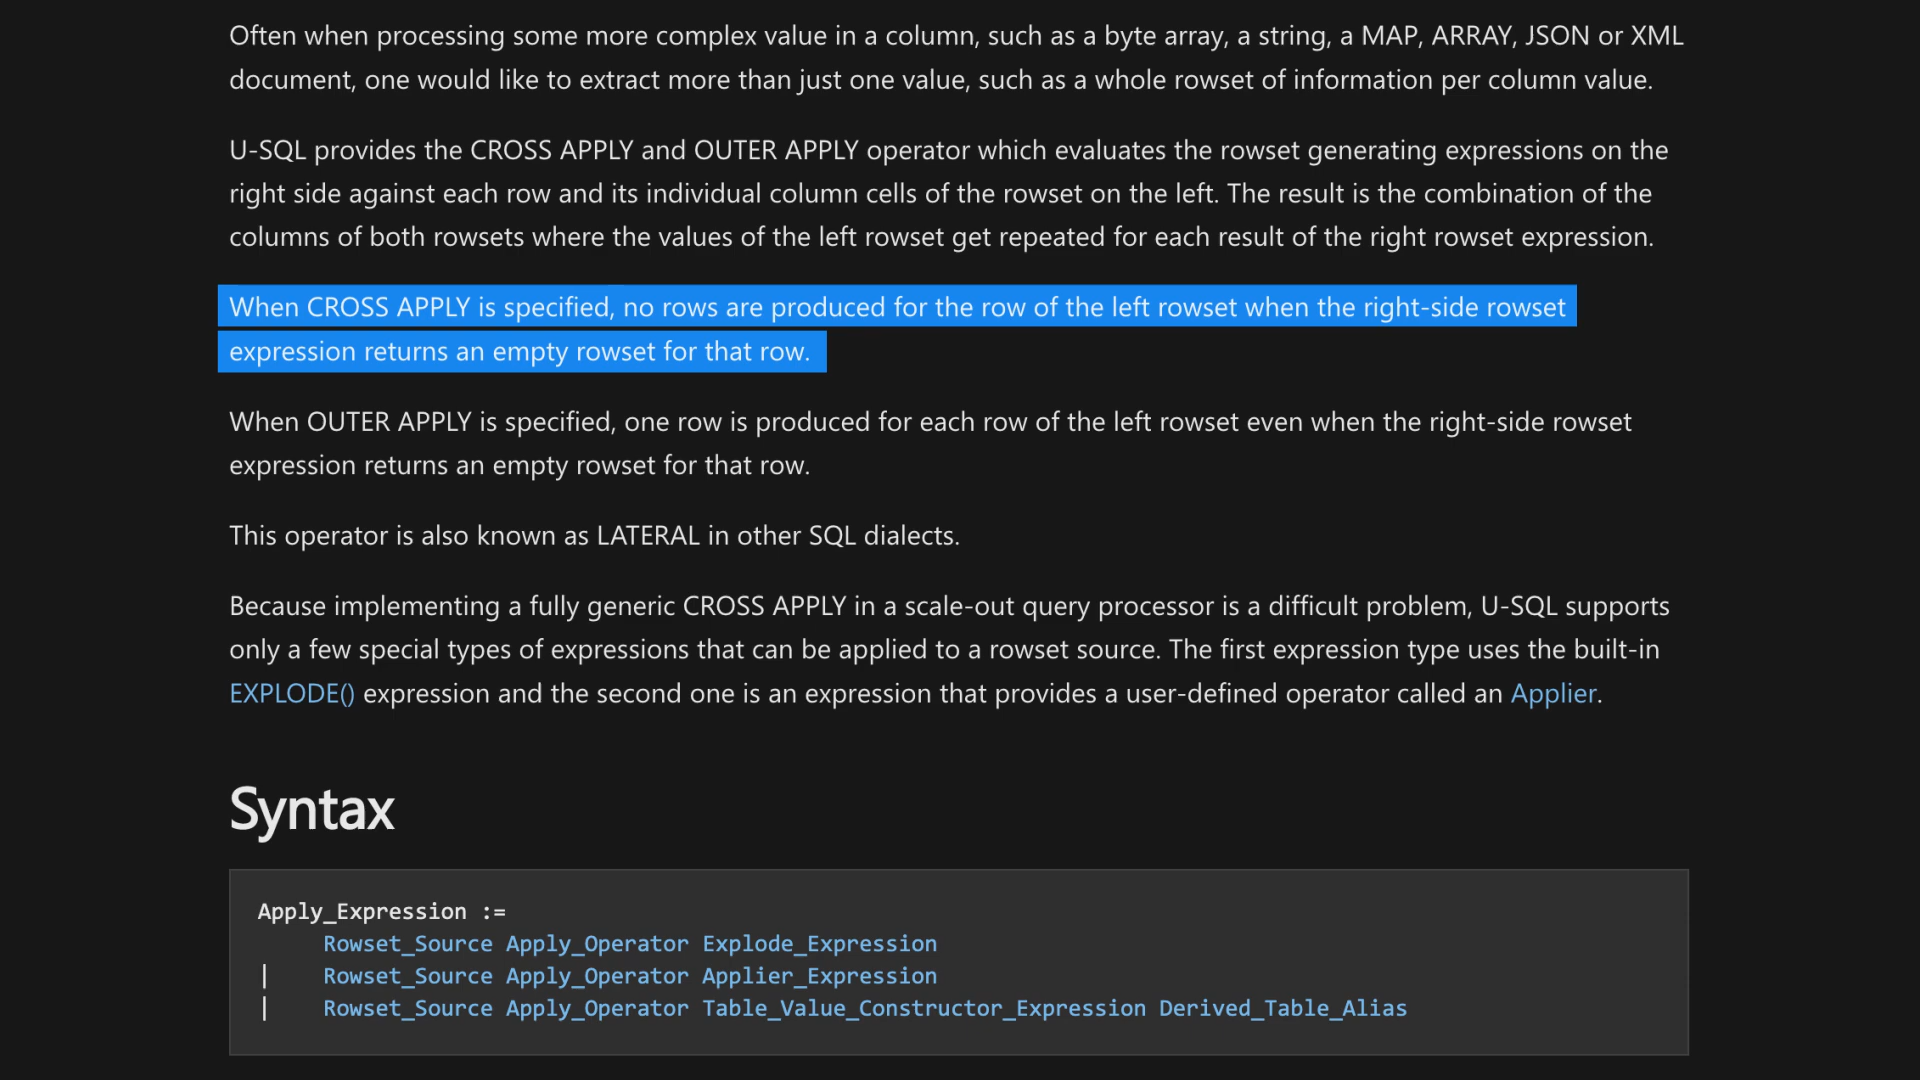 Often when processing some more complex value in a column, such as a byte array, a string, a MAP, ARRAY, JSON or XML
document, one would like to extract more than just one value, such as a whole rowset of information per column value.
U-SQL provides the CROSS APPLY and OUTER APPLY operator which evaluates the rowset generating expressions on the
right side against each row and its individual column cells of the rowset on the left. The result is the combination of the
columns of both rowsets where the values of the left rowset get repeated for each result of the right rowset expression.
When CROSS APPLY is specified, no rows are produced for the row of the left rowset when the right-side rowset
expression returns an empty rowset for that row.
When OUTER APPLY is specified, one row is produced for each row of the left rowset even when the right-side rowset
expression returns an empty rowset for that row.
This operator is also known as LATERAL in other SQL dialects.
Because implementing a fully generic CROSS APPLY in a scale-out query processor is a difficult problem, U-SQL supports
only a few special types of expressions that can be applied to a rowset source. The first expression type uses the built-in
EXPLODE() expression and the second one is an expression that provides a user-defined operator called an Applier.
Syntax
Apply_Expression :=
Rowset_Source Apply_Operator Explode_Expression
| Rowset_Source Apply_Operator Applier_Expression
| Rowset_Source Apply_Operator Table_Value_Constructor_Expression Derived_Table_Alias